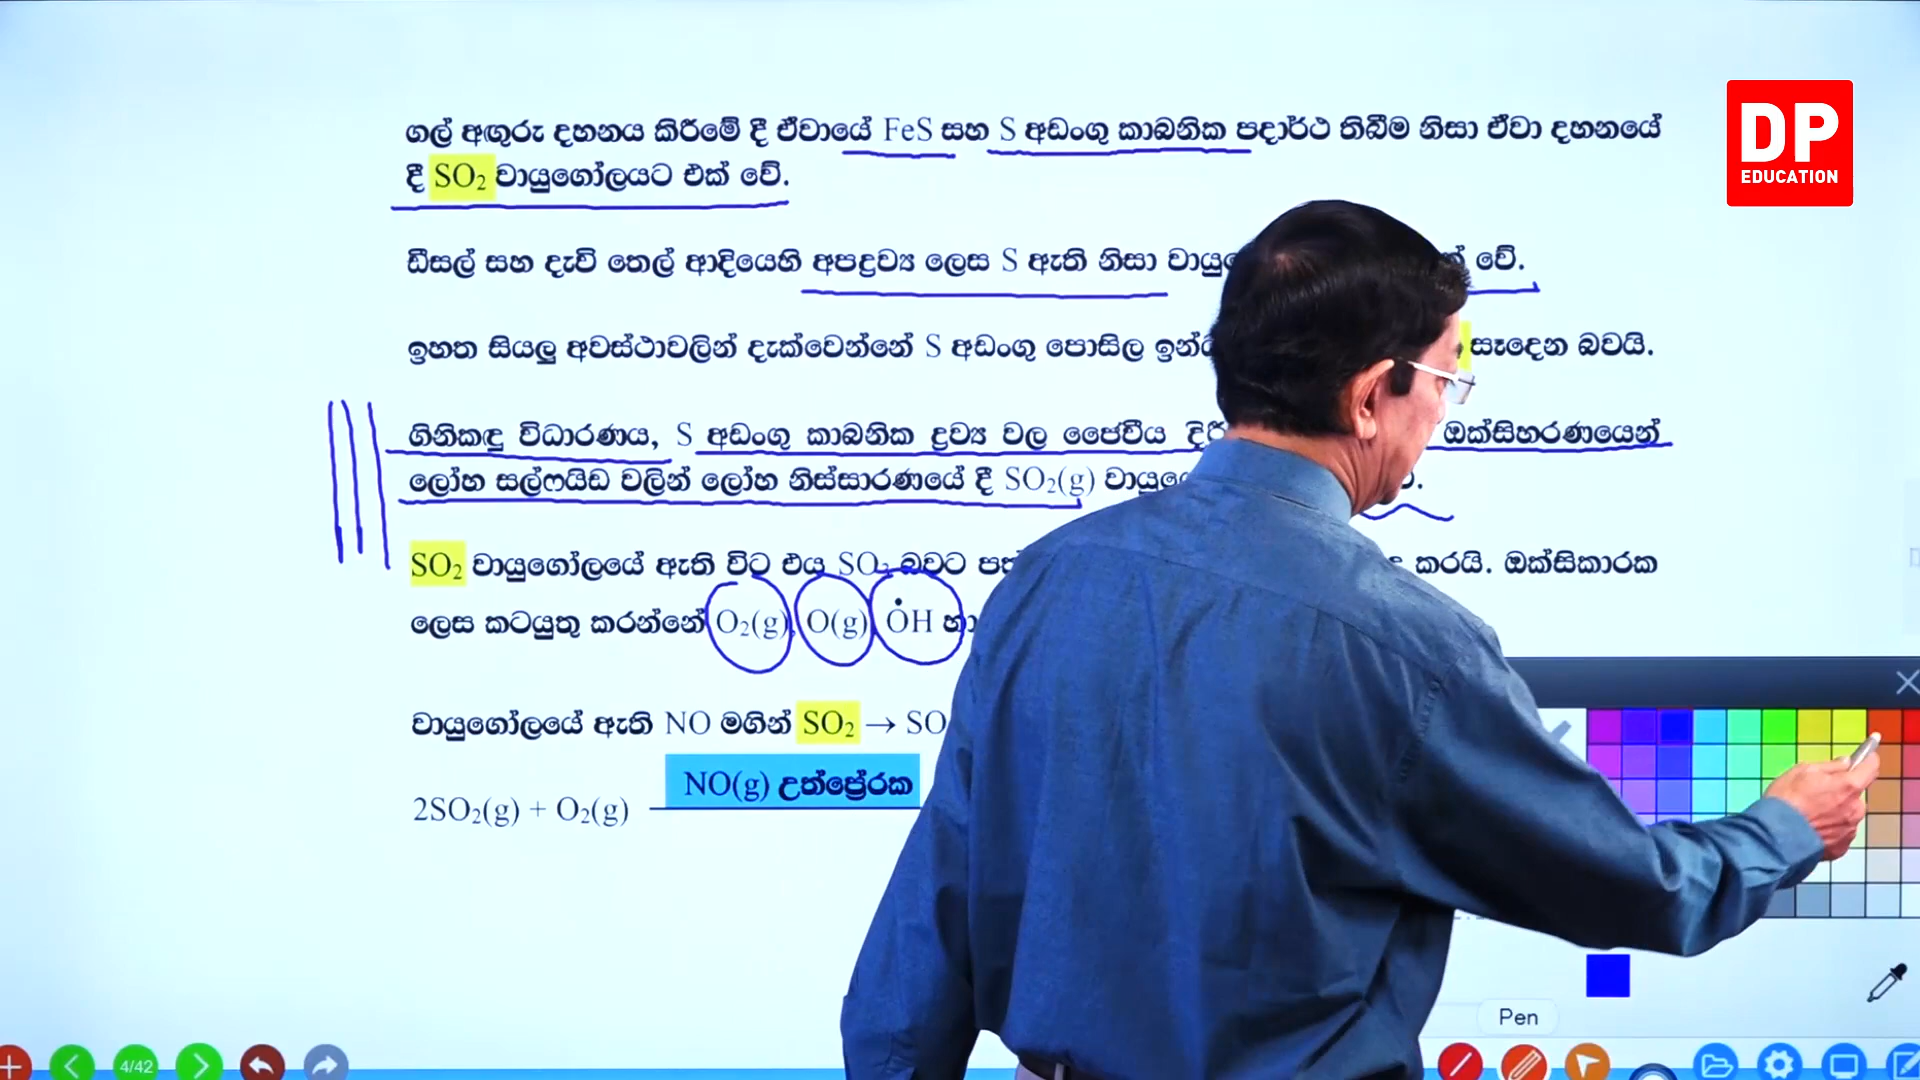 DP
EDUCATION
ගල් අඟුරු දහනය කිරීමේ දී ඒවායේ FeS සහ S අඩංගු කාබනික පදාර්ථ තිබීම නිසා ඒවා දහනයේ
දී SO₂ වායුගෝලයට එක් වේ.
ඩීසල් සහ දැවි තෙල් ආදියෙහි අපද්‍රව්‍ය ලෙස S ඇති නිසා වේ.
ඉහත සියලු අවස්ථාවලින් දැක්වෙන්නේ S අඩංගු පොසිල සෑදෙන බවයි.
ගිනිකඳු විධාරණය, S අඩංගු කාබනික ද්‍රව්‍ය වල ජෛවීය ඔක්සිහරණයෙන්
ලෝහ සල්ෆයිඩ වලින් ලෝහ නිස්සාරණයේ දී SO₂(g)
SO₂ වායුගෝලයේ ඇති විට එය SO₃ බවට කරයි. ඔක්සිකාරක
ලෙස කටයුතු කරන්නේ O₂(g), O(g) ȮH හා
වායුගෝලයේ ඇති NO මගින් SO₂ → SO
NO(g) උත්ප්‍රේරක
2SO₂(g) + O₂(g)
Pen
4/42